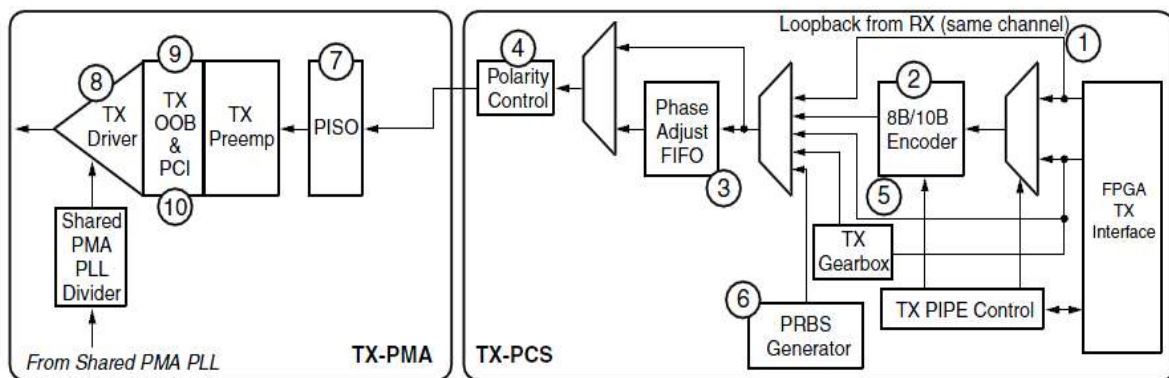 Loopback from RX (same channel)
1
9
7
4
8
2
TX
Driver
TX
OOB
&
PCI
TX
Preemp
PISO
Polarity
Control
Phase
Adjust
FIFO
8B/10B
Encoder
3
5
10
FPGA
TX
Interface
Shared
PMA
PLL
Divider
TX
Gearbox
6
PRBS
Generator
TX PIPE Control
From Shared PMA PLL
TX-PMA
TX-PCS